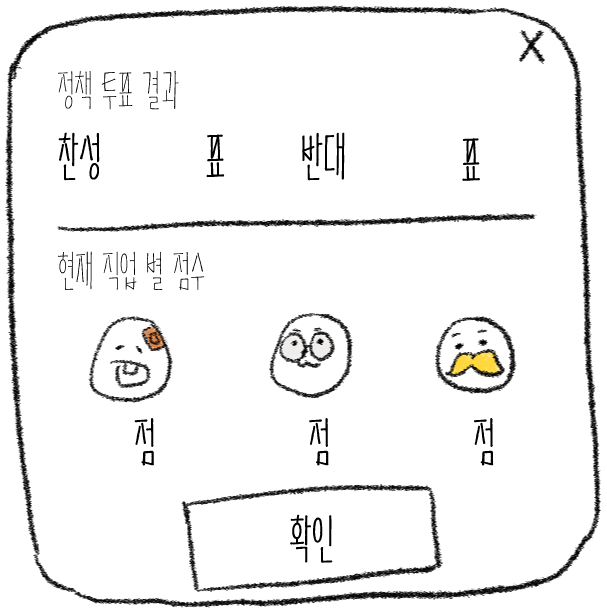 X
정책 투표 결과
찬성 표 반대 표
현재 직업 별 점수
점 점 점
확인